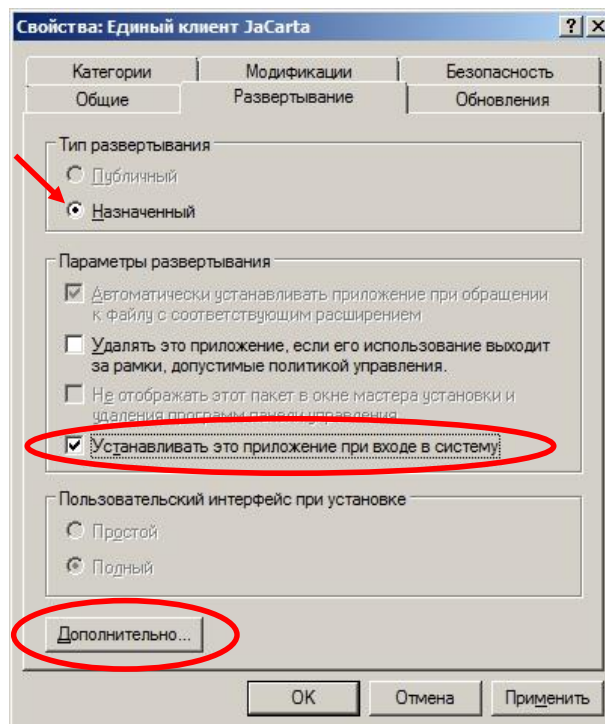 Свойства: Единый клиент JaCarta
Категории Модификации Безопасность
Общие Развертывание Обновления
Тип развертывания
Публичный
Назначенный
Параметры развертывания
Автоматически устанавливать приложение при обращении
к файлу с соответствующим расширением
Удалять это приложение, если его использование выходит
за рамки, допустимые политикой управления.
Не отображать этот пакет в окне мастера установки и
удаления программ панели управления
Устанавливать это приложение при входе в систему
Пользовательский интерфейс при установке
Простой
Полный
Дополнительно...
OK Отмена Применить